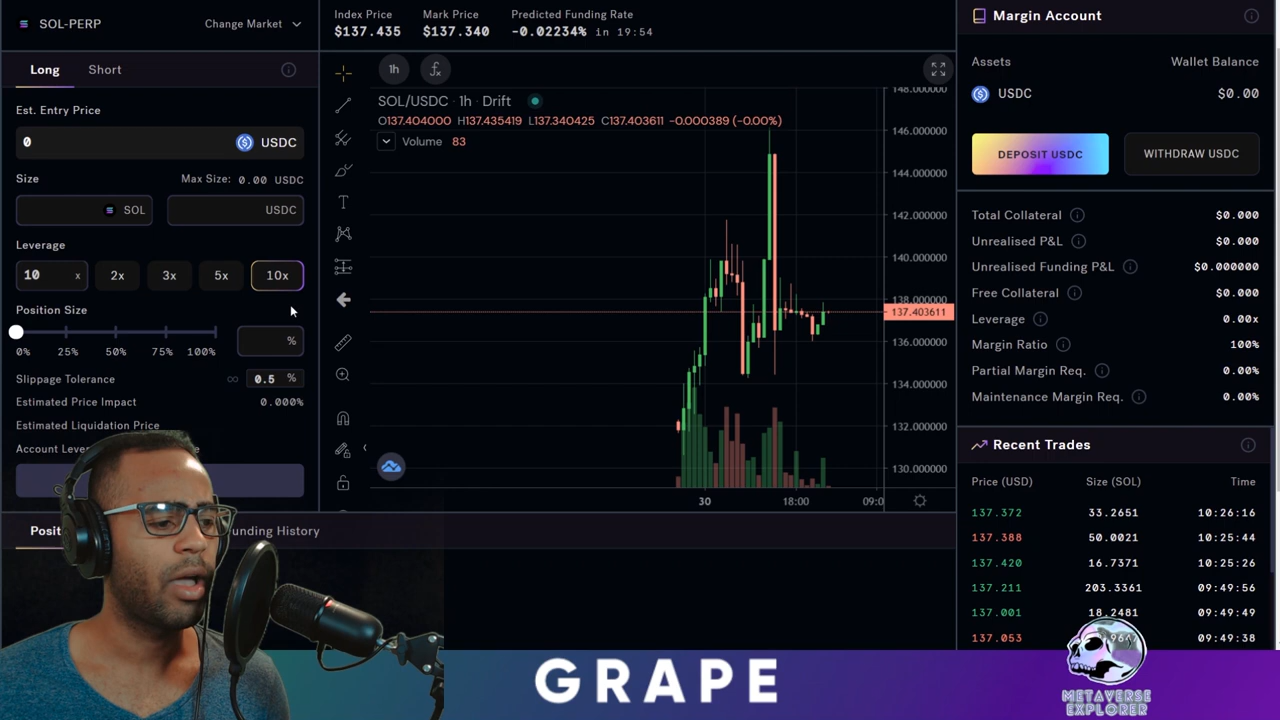 SOL-PERP
Change Market
Index Price
$137.435
Mark Price
$137.340
Predicted Funding Rate
-0.02234% in 19:54
Long
Short
Est. Entry Price
0 USDC
Size
Max Size: 0.00 USDC
SOL
USDC
Leverage
10 x
2x
3x
5x
10x
Position Size
%
0% 25% 50% 75% 100%
Slippage Tolerance
∞ 0.5 %
Estimated Price Impact
0.000%
Estimated Liquidation Price
Account Leve
1h
SOL/USDC · 1h · Drift
O137.404000 H137.435419 L137.340425 C137.403611 -0.000389 (-0.00%)
Volume 83
148.000000
146.000000
144.000000
142.000000
140.000000
138.000000
137.403611
136.000000
134.000000
132.000000
130.000000
30
18:00
09:0
Posit
unding History
Margin Account
Assets
Wallet Balance
USDC
$0.00
DEPOSIT USDC
WITHDRAW USDC
Total Collateral
$0.000
Unrealised P&L
$0.000
Unrealised Funding P&L
$0.000000
Free Collateral
$0.000
Leverage
0.00x
Margin Ratio
100%
Partial Margin Req.
0.00%
Maintenance Margin Req.
0.00%
Recent Trades
Price (USD) Size (SOL) Time
137.372 33.2651 10:26:16
137.388 50.0021 10:25:44
137.420 16.7371 10:25:26
137.211 203.3361 09:49:56
137.001 18.2481 09:49:49
137.053 09:49:38
GRAPE
METAVERSE
EXPLORER